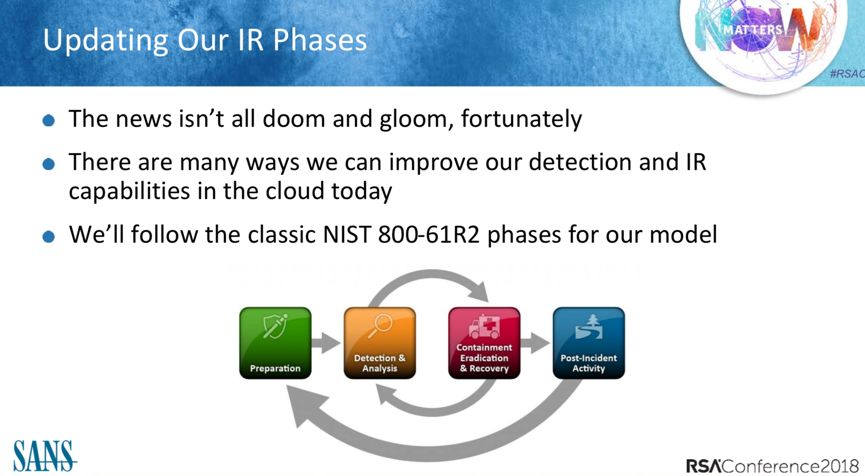 Updating Our IR Phases
NOW
MATTERS
#RSAC
The news isn’t all doom and gloom, fortunately
There are many ways we can improve our detection and IR
capabilities in the cloud today
We’ll follow the classic NIST 800-61R2 phases for our model
Preparation
Detection &
Analysis
Containment
Eradication
& Recovery
Post-Incident
Activity
SANS
RSAConference2018